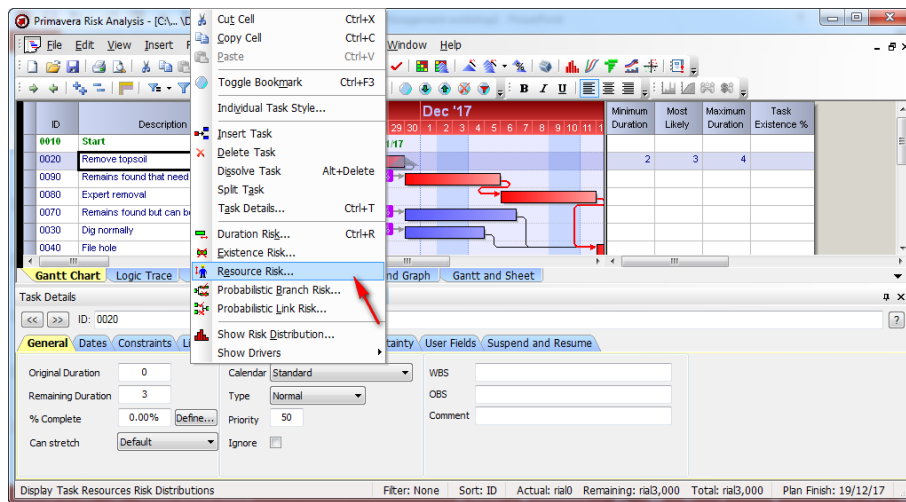 Primavera Risk Analysis - [C:\... \D
File Edit View Insert F
Window Help
Cut Cell Ctrl+X
Copy Cell Ctrl+C
Paste Ctrl+V
Toggle Bookmark Ctrl+F3
Individual Task Style...
Insert Task
Delete Task
Dissolve Task Alt+Delete
Split Task
Task Details... Ctrl+T
Duration Risk... Ctrl+R
Existence Risk...
Resource Risk...
Probabilistic Branch Risk...
Probabilistic Link Risk...
Show Risk Distribution...
Show Drivers
B I U
ID Description
Dec '17
29 30 1 2 3 4 5 6 7 8 9 10 11 1
Minimum Duration Most Likely Maximum Duration Task Existence %
0010 Start
0020 Remove topsoil 2 3 4
0090 Remains found that need
0080 Expert removal
0070 Remains found but can b
0030 Dig normally
0040 File hole
Gantt Chart Logic Trace nd Graph Gantt and Sheet
Task Details
<< >> ID: 0020 ?
General Dates Constraints Li tainty User Fields Suspend and Resume
Original Duration 0 Calendar Standard WBS
Remaining Duration 3 Type Normal OBS
% Complete 0.00% Define... Priority 50 Comment
Can stretch Default Ignore
Display Task Resources Risk Distributions Filter: None Sort: ID Actual: rial0 Remaining: rial3,000 Total: rial3,000 Plan Finish: 19/12/17